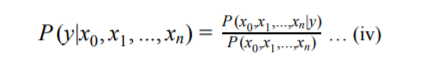 P(y|x₀, x₁, ..., xₙ) = P(x₀,x₁,...,xₙ|y) / P(x₀,x₁,...,xₙ) ... (iv)